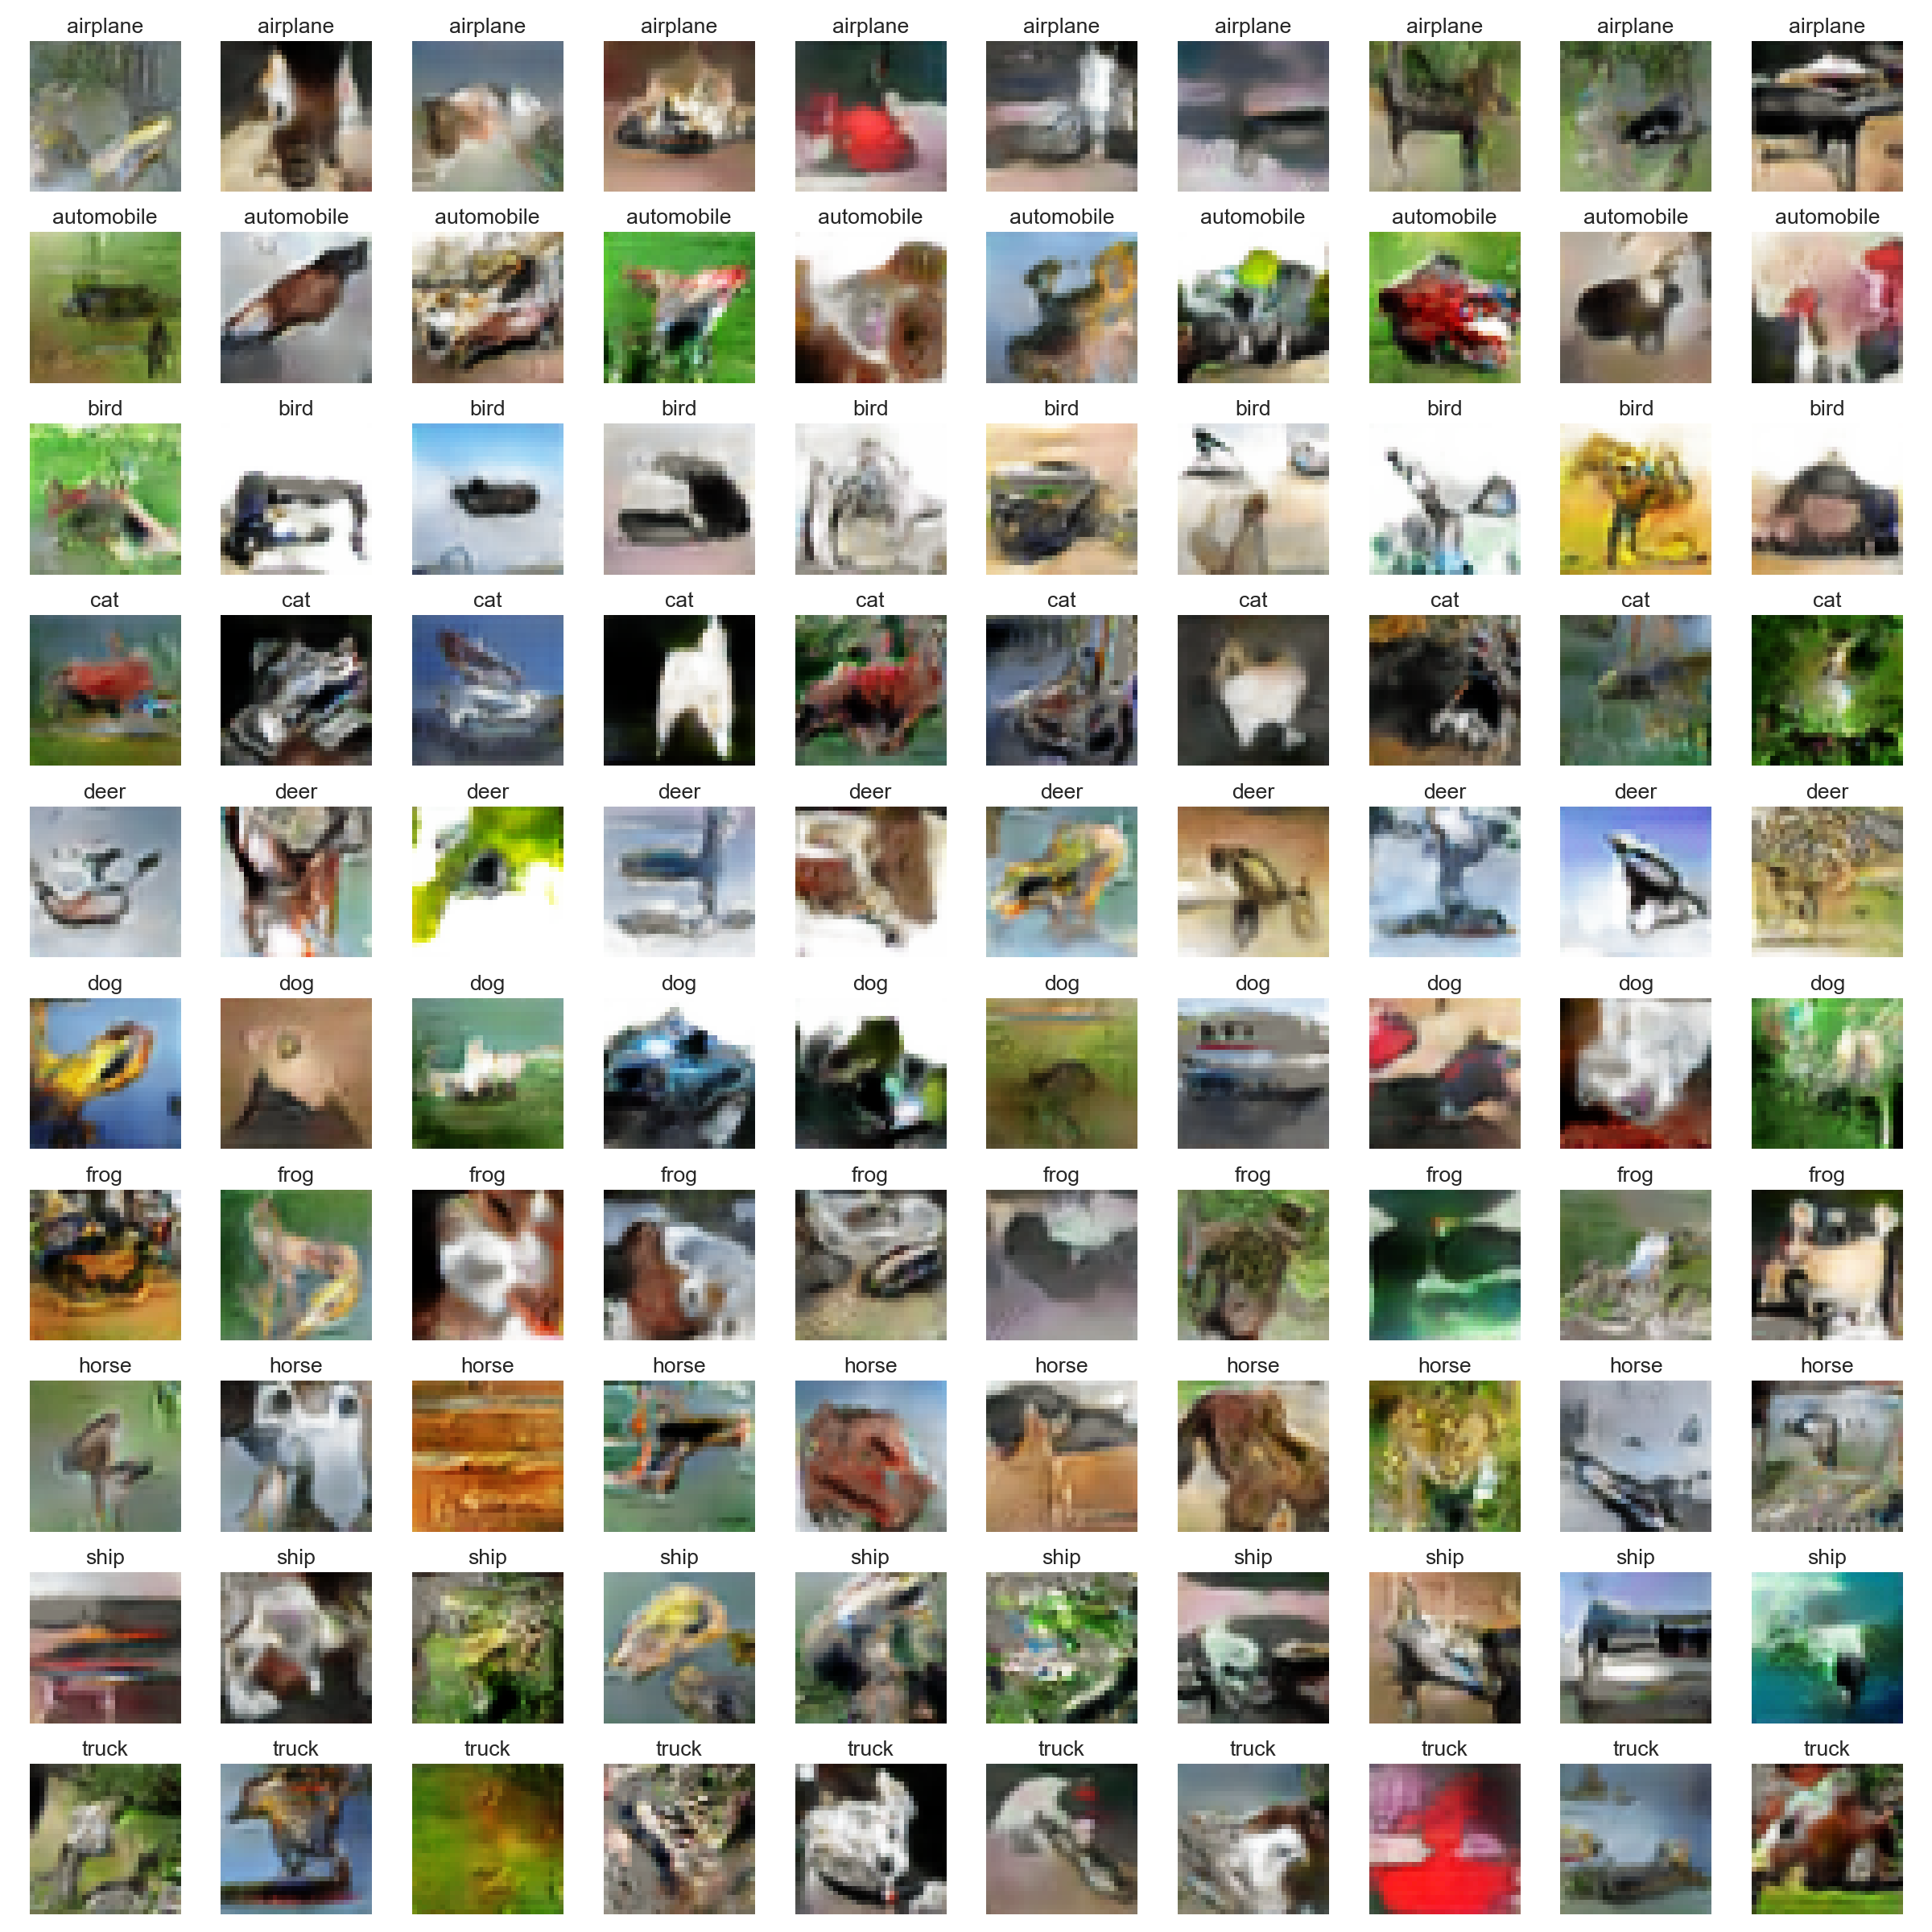 airplane airplane airplane airplane airplane airplane airplane airplane airplane airplane
automobile automobile automobile automobile automobile automobile automobile automobile automobile automobile
bird bird bird bird bird bird bird bird bird bird
cat cat cat cat cat cat cat cat cat cat
deer deer deer deer deer deer deer deer deer deer
dog dog dog dog dog dog dog dog dog dog
frog frog frog frog frog frog frog frog frog frog
horse horse horse horse horse horse horse horse horse horse
ship ship ship ship ship ship ship ship ship ship
truck truck truck truck truck truck truck truck truck truck